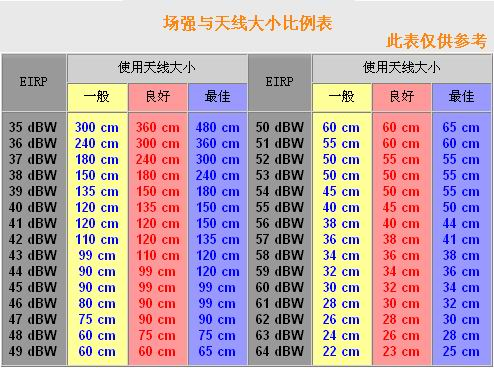 场强与天线大小比例表
此表仅供参考
EIRP 使用天线大小 EIRP 使用天线大小
一般 良好 最佳 一般 良好 最佳
35 dBW 300 cm 360 cm 480 cm 50 dBW 60 cm 60 cm 65 cm
36 dBW 240 cm 300 cm 360 cm 51 dBW 55 cm 60 cm 60 cm
37 dBW 180 cm 240 cm 300 cm 52 dBW 50 cm 55 cm 55 cm
38 dBW 150 cm 180 cm 240 cm 53 dBW 50 cm 55 cm 55 cm
39 dBW 135 cm 150 cm 180 cm 54 dBW 45 cm 50 cm 55 cm
40 dBW 120 cm 135 cm 150 cm 55 dBW 40 cm 45 cm 50 cm
41 dBW 120 cm 120 cm 150 cm 56 dBW 38 cm 40 cm 44 cm
42 dBW 110 cm 120 cm 135 cm 57 dBW 36 cm 38 cm 41 cm
43 dBW 99 cm 110 cm 120 cm 58 dBW 34 cm 36 cm 38 cm
44 dBW 90 cm 99 cm 120 cm 59 dBW 32 cm 34 cm 36 cm
45 dBW 90 cm 99 cm 99 cm 60 dBW 30 cm 32 cm 34 cm
46 dBW 80 cm 90 cm 99 cm 61 dBW 28 cm 30 cm 32 cm
47 dBW 75 cm 90 cm 90 cm 62 dBW 26 cm 28 cm 30 cm
48 dBW 60 cm 75 cm 75 cm 63 dBW 24 cm 26 cm 28 cm
49 dBW 60 cm 60 cm 65 cm 64 dBW 22 cm 23 cm 25 cm